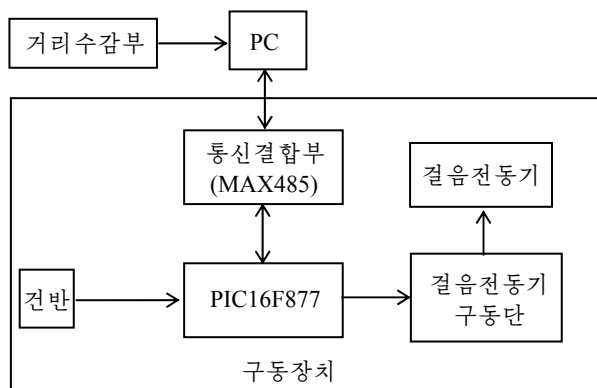 거리수감부
PC
통신결합부
(MAX485)
걸음전동기
건반
PIC16F877
걸음전동기
구동단
구동장치